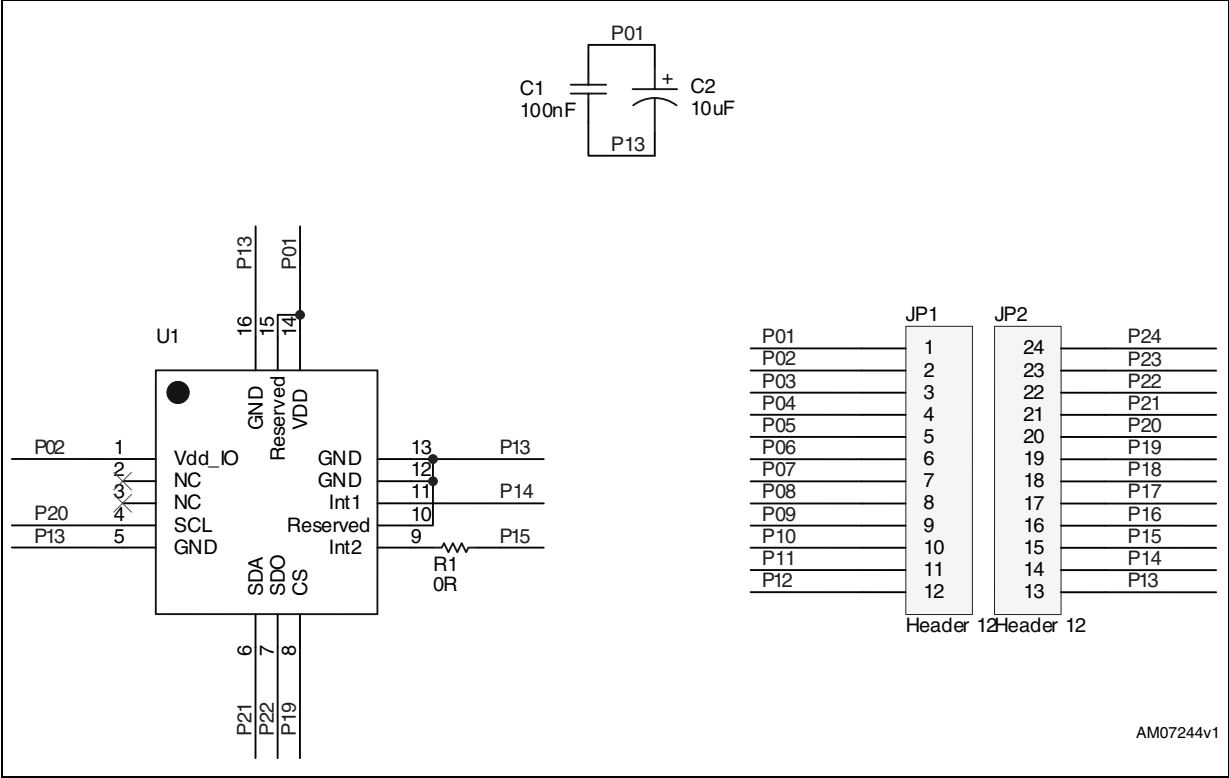 P01
C1
100nF
+
C2
10uF
P13
P13
P01
16
15
14
U1
GND
Reserved
VDD
P02
1
Vdd_IO
2
NC
3
NC
P20
4
SCL
P13
5
GND
GND
13
P13
GND
12
Int1
11
P14
Reserved
10
Int2
9
P15
R1
0R
SDA
SDO
CS
6
7
8
P21
P22
P19
JP1
P01
1
P02
2
P03
3
P04
4
P05
5
P06
6
P07
7
P08
8
P09
9
P10
10
P11
11
P12
12
Header 12
JP2
24
P24
23
P23
22
P22
21
P21
20
P20
19
P19
18
P18
17
P17
16
P16
15
P15
14
P14
13
P13
Header 12
AM07244v1